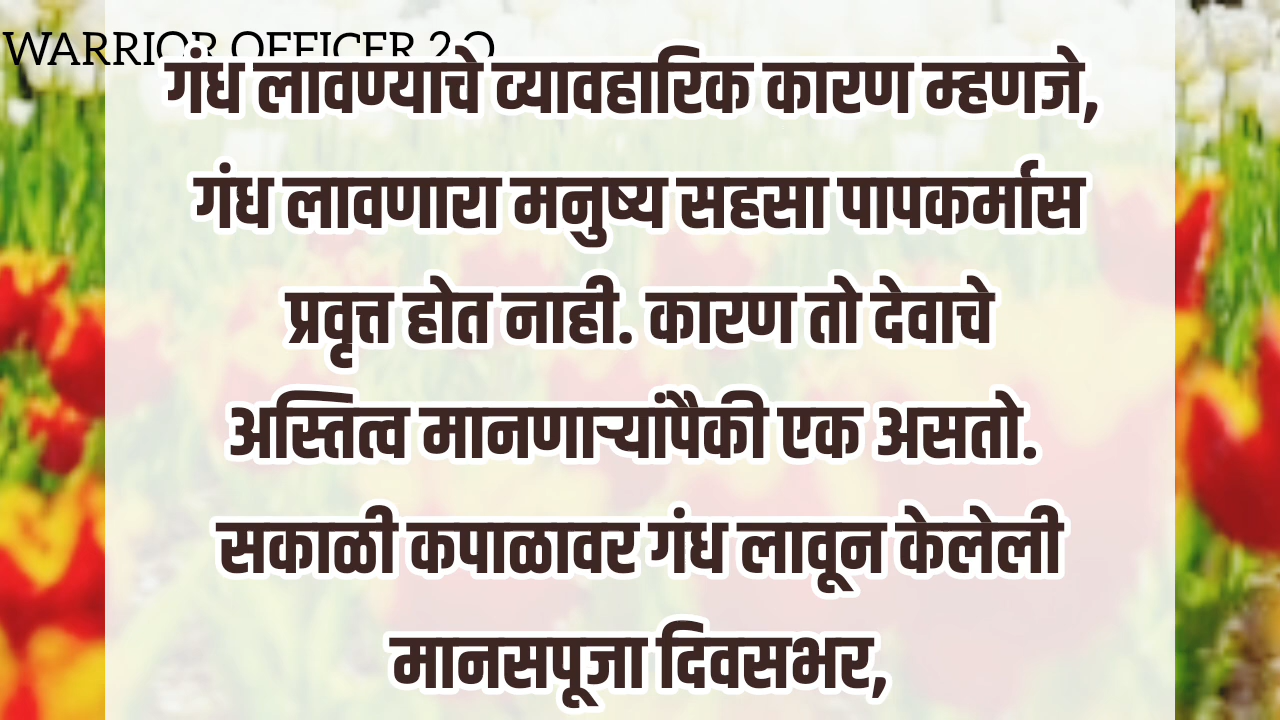 WARRIOR OFFICER 2.O
गंध लावण्याचे व्यावहारिक कारण म्हणजे,
गंध लावणारा मनुष्य सहसा पापकर्मास
प्रवृत्त होत नाही. कारण तो देवाचे
अस्तित्व मानणाऱ्यांपैकी एक असतो.
सकाळी कपाळावर गंध लावून केलेली
मानसपूजा दिवसभर,